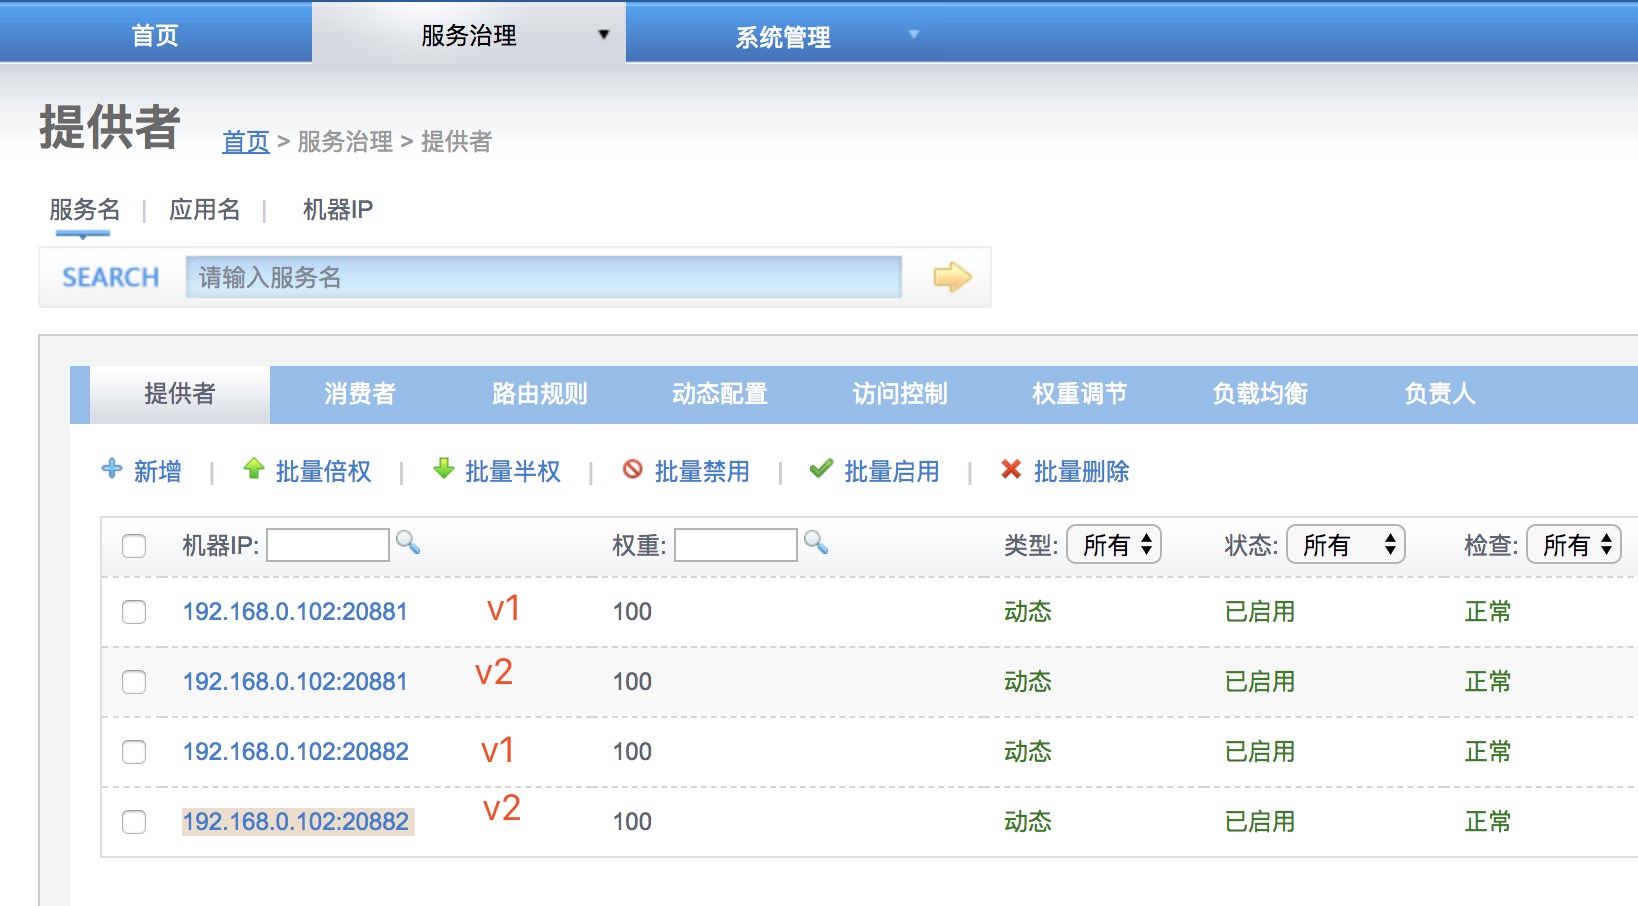 首页 服务治理 系统管理
提供者 首页 > 服务治理 > 提供者
服务名 | 应用名 | 机器IP
SEARCH 请输入服务名
提供者 消费者 路由规则 动态配置 访问控制 权重调节 负载均衡 负责人
新增 | 批量倍权 | 批量半权 | 批量禁用 | 批量启用 | 批量删除
机器IP: 权重: 类型: 所有 状态: 所有 检查: 所有
192.168.0.102:20881 v1 100 动态 已启用 正常
192.168.0.102:20881 v2 100 动态 已启用 正常
192.168.0.102:20882 v1 100 动态 已启用 正常
192.168.0.102:20882 v2 100 动态 已启用 正常